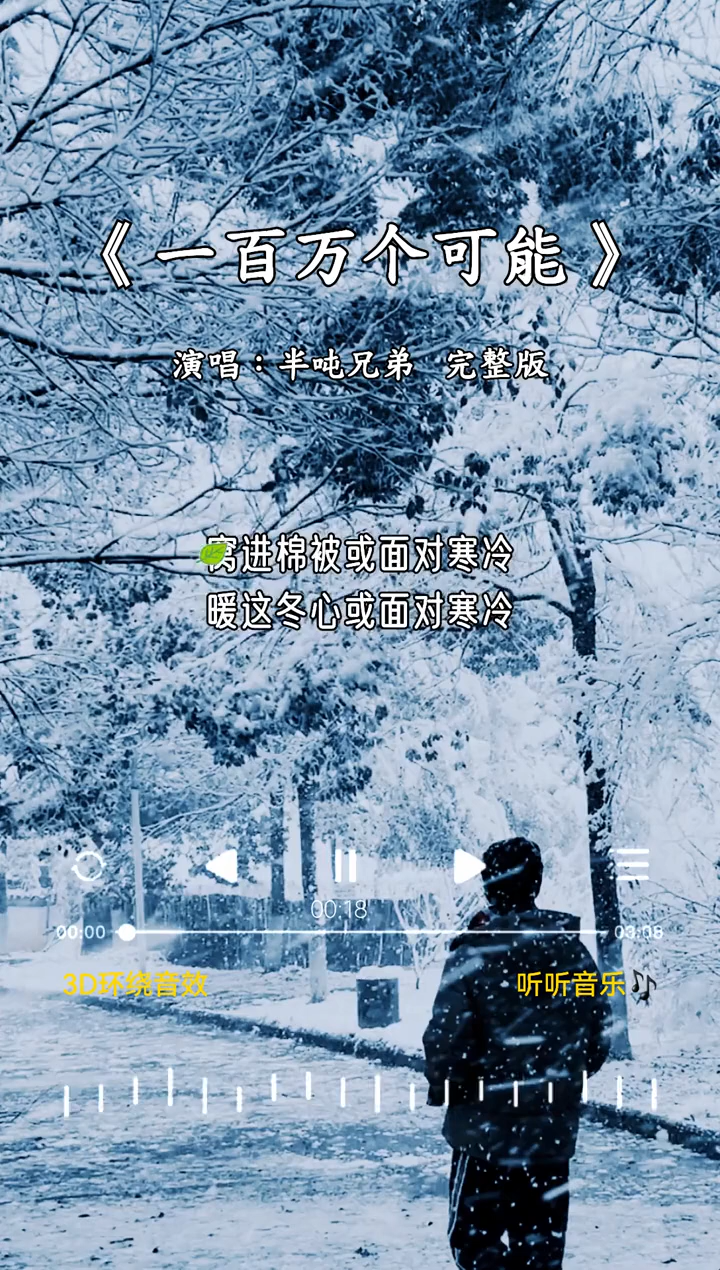 《一百万个可能》
演唱：半吨兄弟 完整版
窝进棉被或面对寒冷
暖这冬心或面对寒冷
00:18
00:00 03:08
3D环绕音效 听听音乐